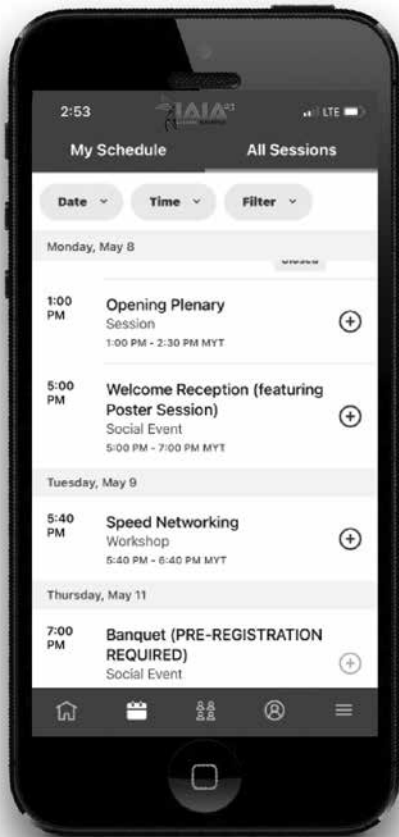 2:53
IAIA23
LTE
My Schedule
All Sessions
Date
Time
Filter
Monday, May 8
Closed
1:00 PM
Opening Plenary
Session
1:00 PM - 2:30 PM MYT
5:00 PM
Welcome Reception (featuring
Poster Session)
Social Event
5:00 PM - 7:00 PM MYT
Tuesday, May 9
5:40 PM
Speed Networking
Workshop
5:40 PM - 6:40 PM MYT
Thursday, May 11
7:00 PM
Banquet (PRE-REGISTRATION
REQUIRED)
Social Event